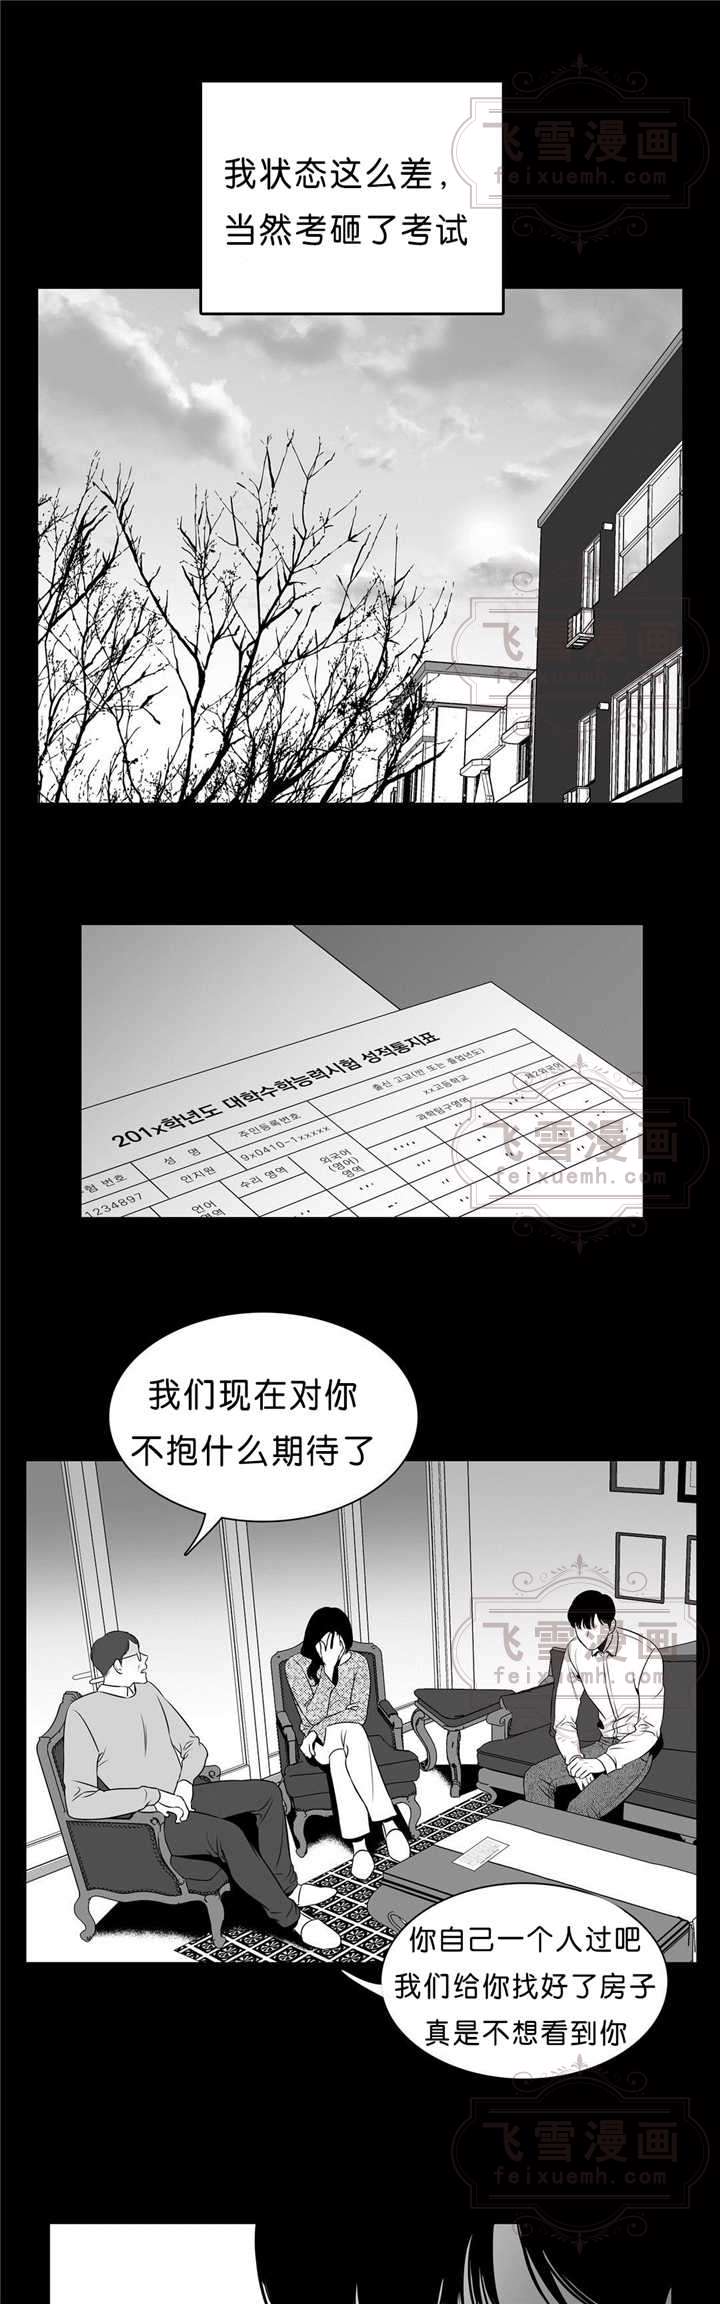 飞雪漫画
feixuemh.com
我状态这么差，
当然考砸了考试
飞雪漫画
feixuemh.com
201x학년도 대학수학능력시험 성적통지표
험 번호
성 명
주민등록번호
출신 고교(반 또는 졸업년도)
1234897
안지원
9x0410-1xxxxx
xx고등학교
언어
영역
수리 영역
외국어
(영어)
영역
과학탐구영역
제2외국어
飞雪漫画
feixuemh.com
我们现在对你
不抱什么期待了
飞雪漫画
feixuemh.com
你自己一个人过吧
我们给你找好了房子
真是不想看到你
飞雪漫画
feixuemh.com